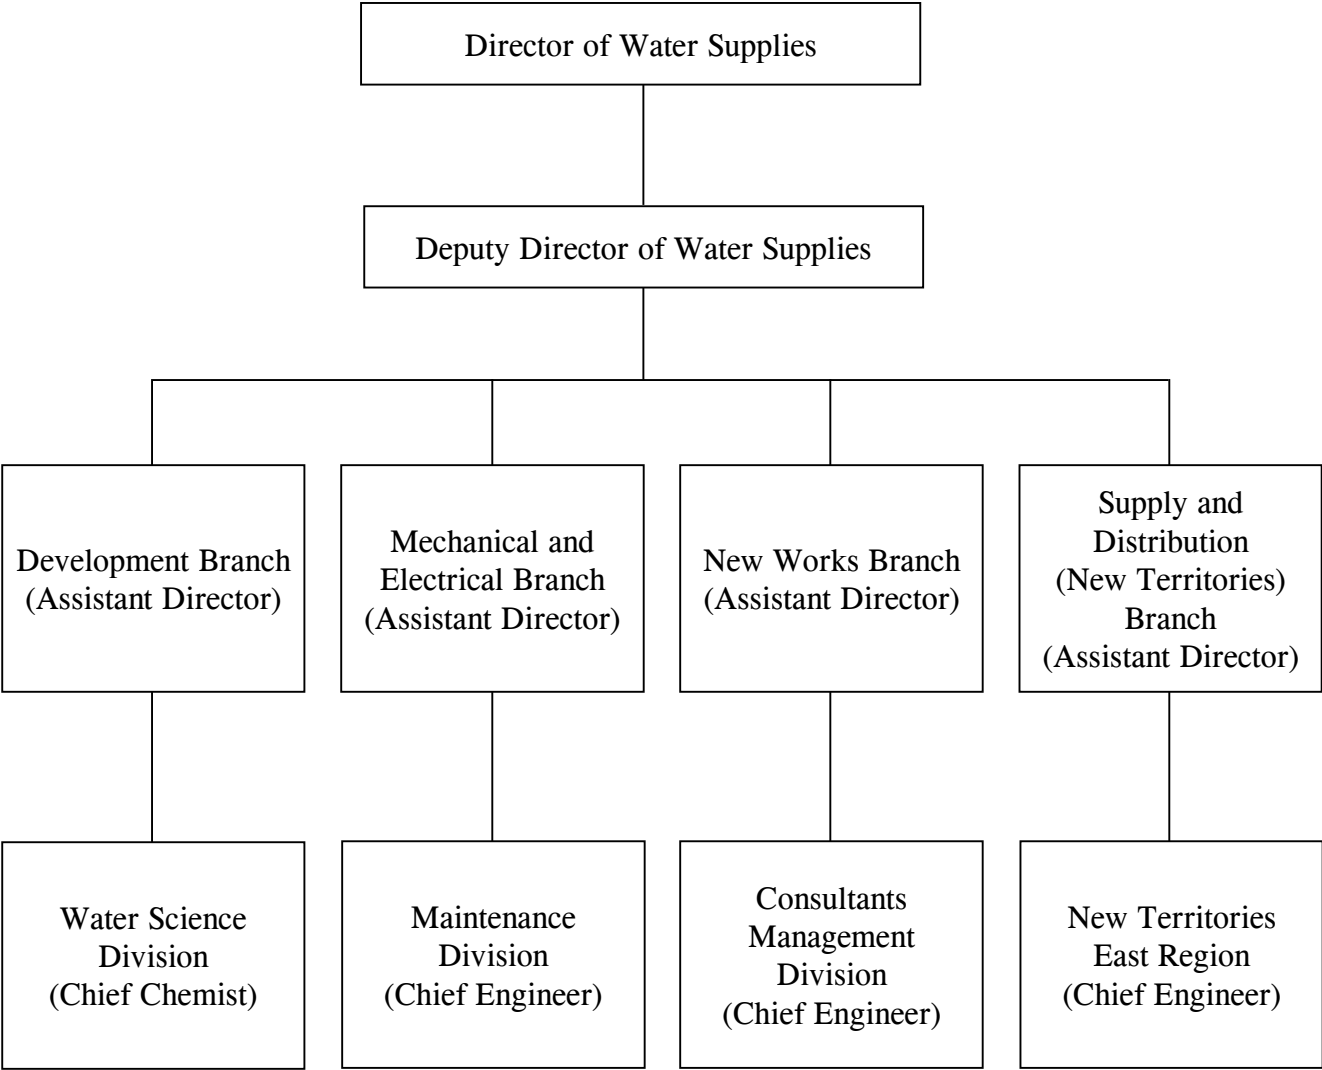 Director of Water Supplies
Deputy Director of Water Supplies
Development Branch
(Assistant Director)
Mechanical and
Electrical Branch
(Assistant Director)
New Works Branch
(Assistant Director)
Supply and
Distribution
(New Territories)
Branch
(Assistant Director)
Water Science
Division
(Chief Chemist)
Maintenance
Division
(Chief Engineer)
Consultants
Management
Division
(Chief Engineer)
New Territories
East Region
(Chief Engineer)